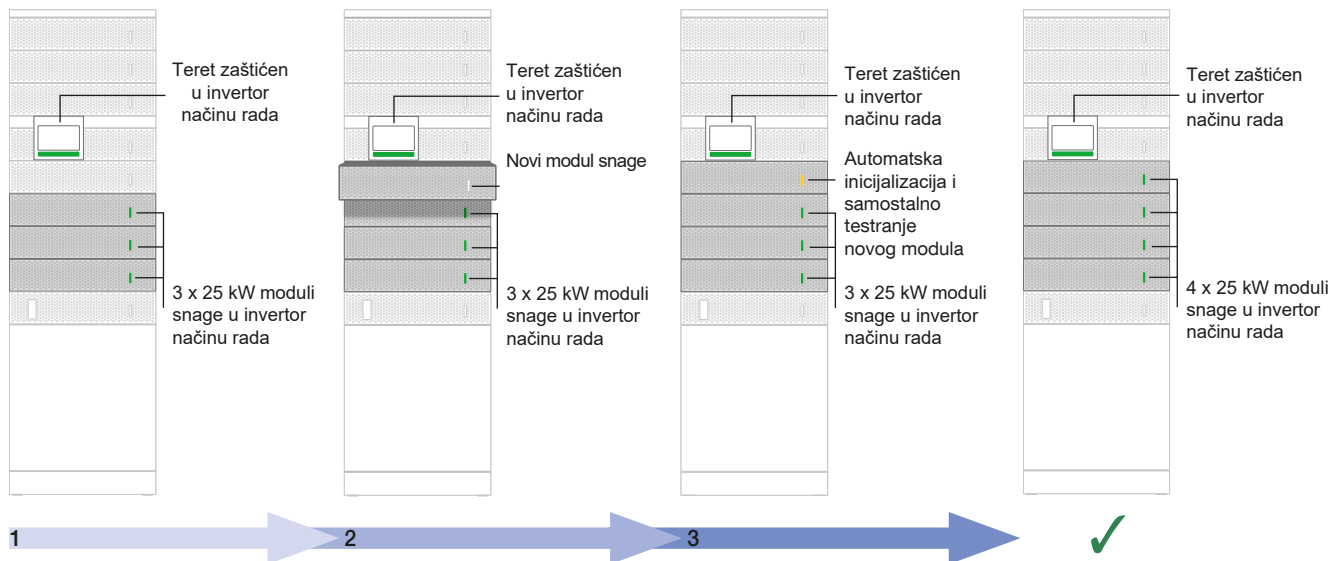 Teret zaštićen
u invertor
načinu rada
3 x 25 kW moduli
snage u invertor
načinu rada
Teret zaštićen
u invertor
načinu rada
Novi modul snage
3 x 25 kW moduli
snage u invertor
načinu rada
Teret zaštićen
u invertor
načinu rada
Automatska
inicijalizacija i
samostalno
testranje
novog modula
3 x 25 kW moduli
snage u invertor
načinu rada
Teret zaštićen
u invertor
načinu rada
4 x 25 kW moduli
snage u invertor
načinu rada
1
2
3